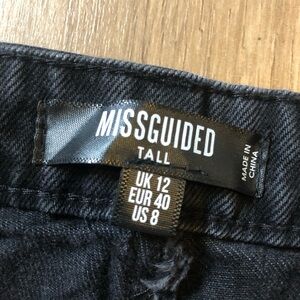 MISSGUIDED
TALL
MADE IN
CHINA
UK 12
EUR 40
US 8